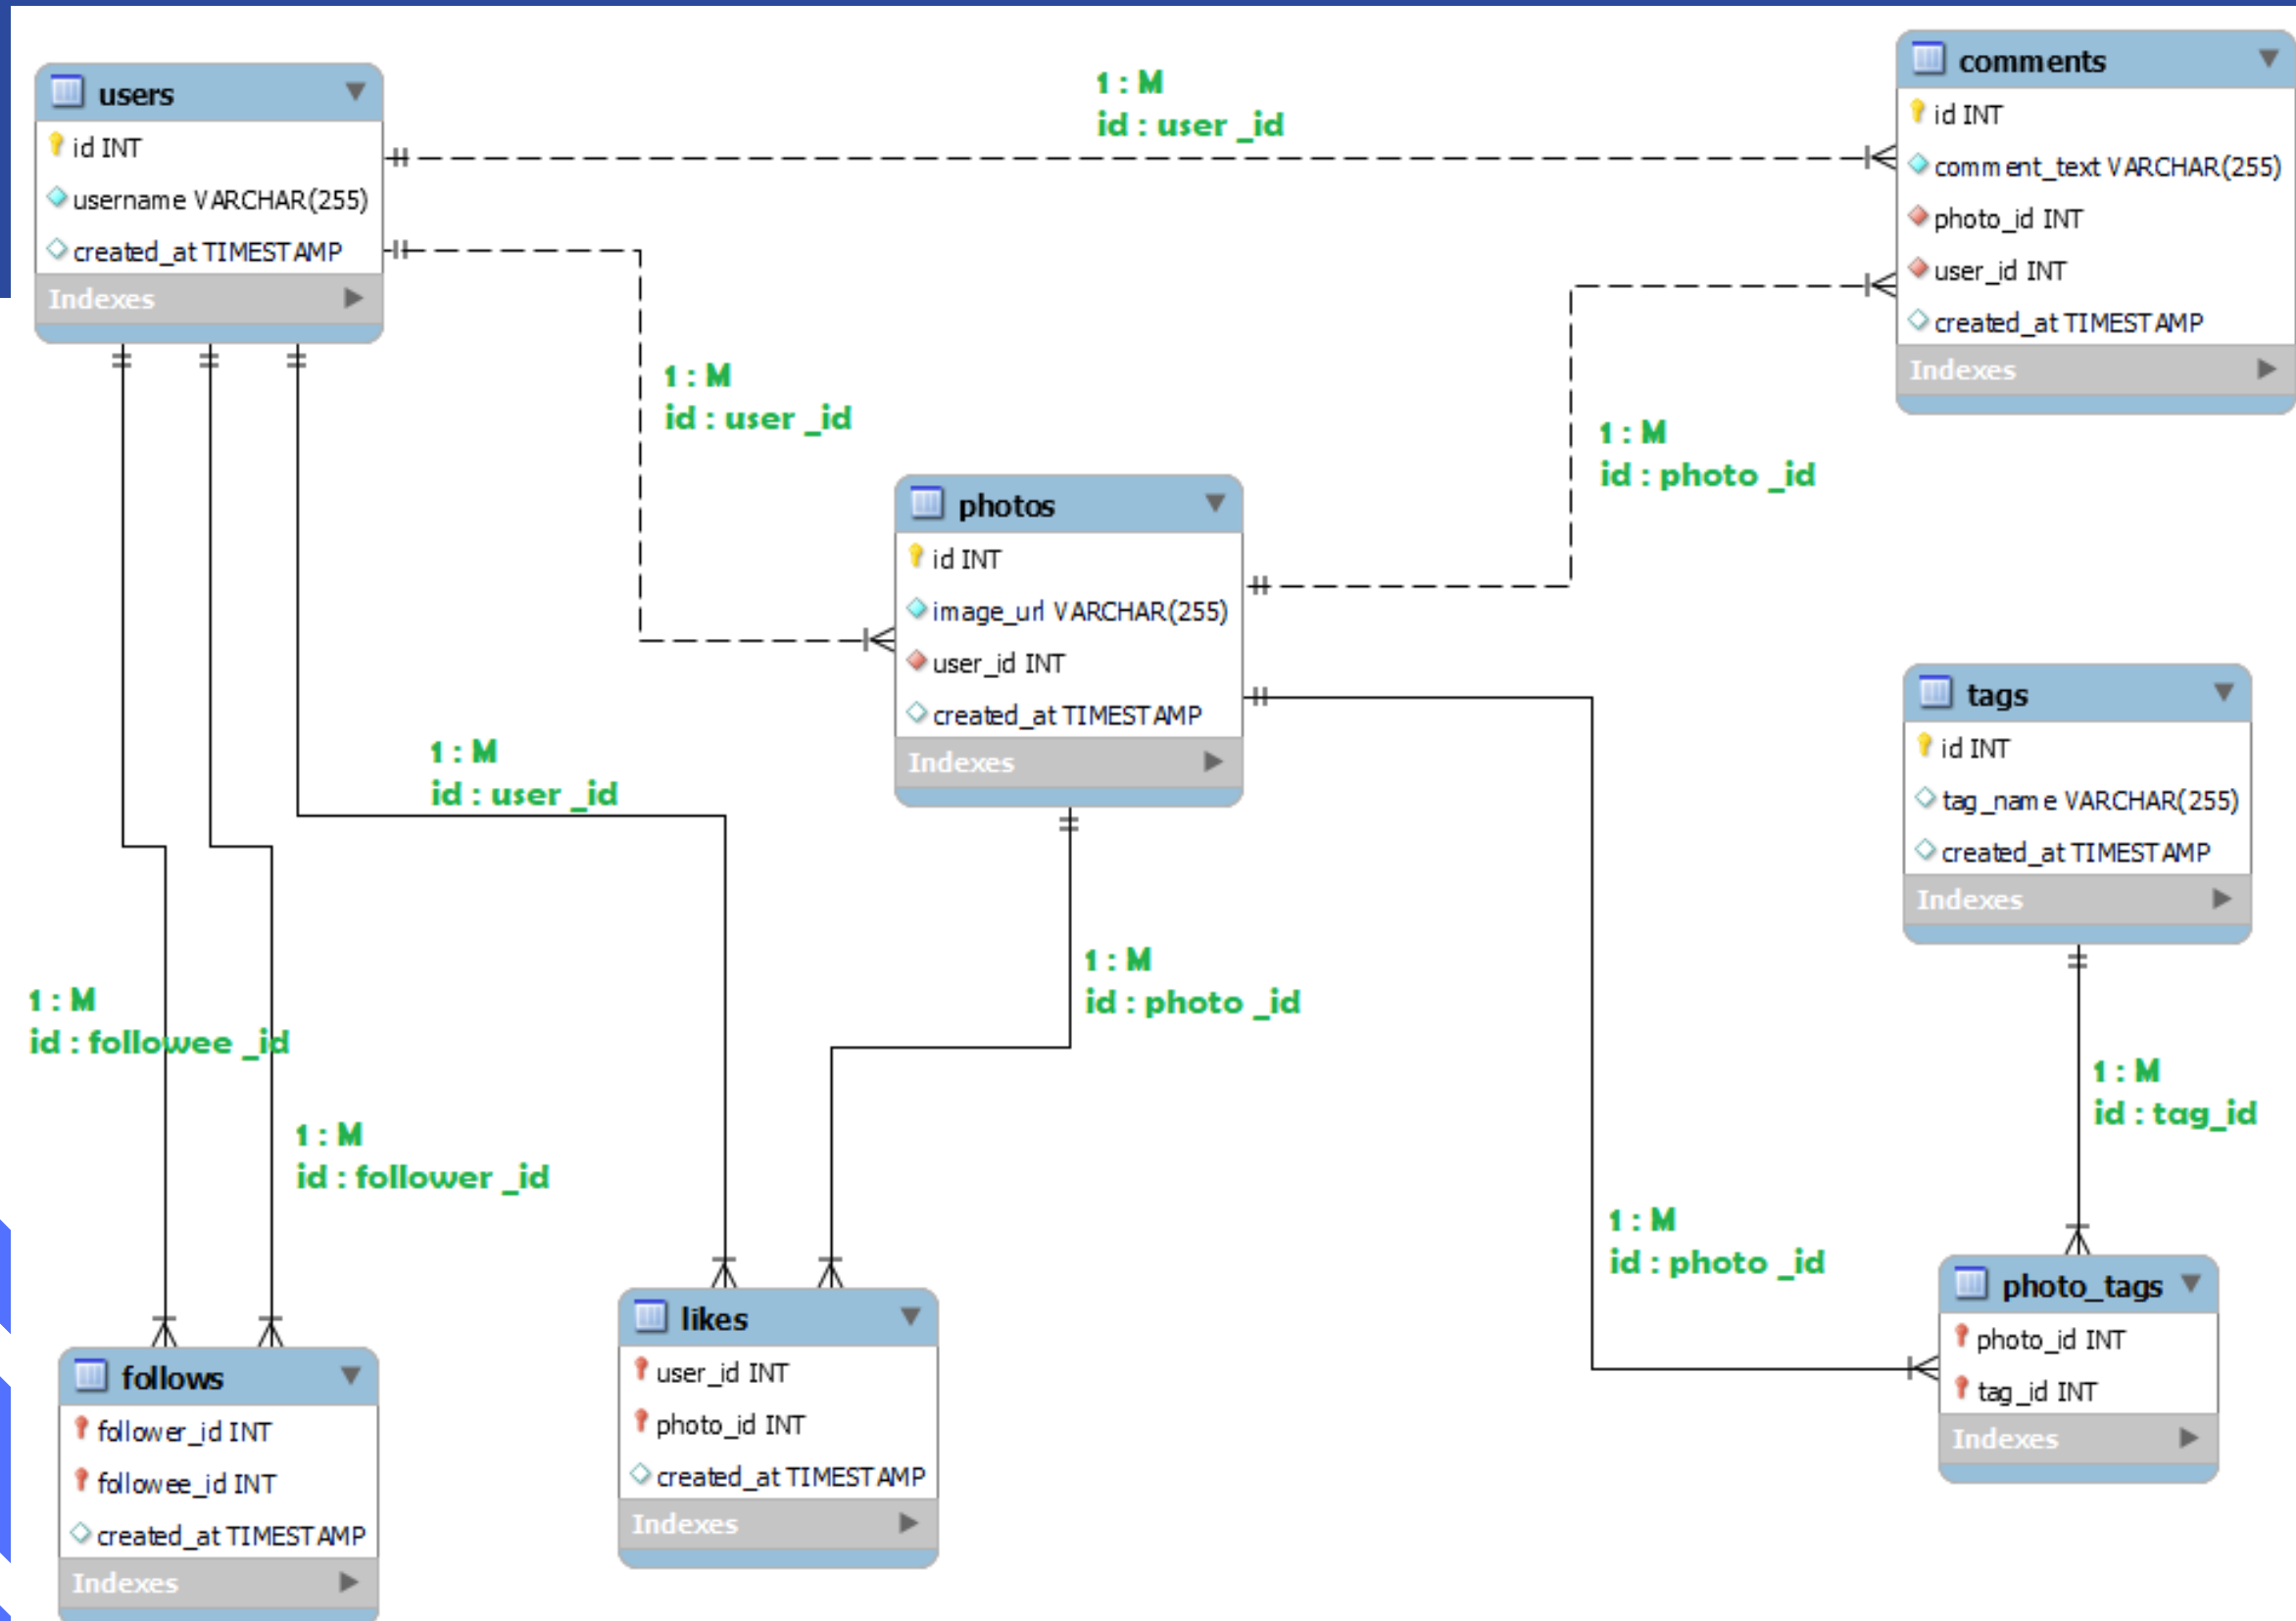 users
id INT
username VARCHAR(255)
created_at TIMESTAMP
Indexes
1 : M
id : user _id
comments
id INT
comment_text VARCHAR(255)
photo_id INT
user_id INT
created_at TIMESTAMP
Indexes
1 : M
id : user _id
1 : M
id : photo _id
photos
id INT
image_url VARCHAR(255)
user_id INT
created_at TIMESTAMP
Indexes
tags
id INT
tag_name VARCHAR(255)
created_at TIMESTAMP
Indexes
1 : M
id : user _id
1 : M
id : photo _id
1 : M
id : followee _id
1 : M
id : follower _id
1 : M
id : tag_id
1 : M
id : photo _id
follows
follower_id INT
followee_id INT
created_at TIMESTAMP
Indexes
likes
user_id INT
photo_id INT
created_at TIMESTAMP
Indexes
photo_tags
photo_id INT
tag_id INT
Indexes